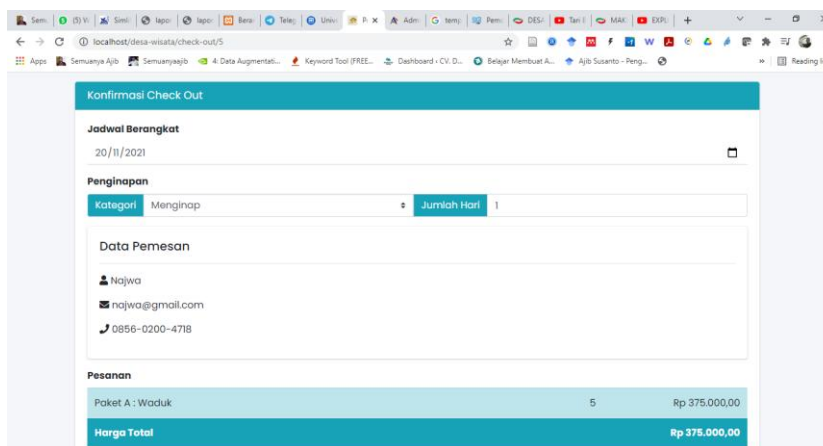 localhost/desa-wisata/check-out/5
Apps Semuanya Ajib Semuanyaajib 4: Data Augmentati... Keyword Tool (FREE... Dashboard ‹ CV. D... Belajar Membuat A... Ajib Susanto - Peng... » Reading li
Konfirmasi Check Out
Jadwal Berangkat
20/11/2021
Penginapan
Kategori Menginap Jumlah Hari 1
Data Pemesan
Najwa
najwa@gmail.com
0856-0200-4718
Pesanan
Paket A : Waduk 5 Rp 375.000,00
Harga Total Rp 375.000,00